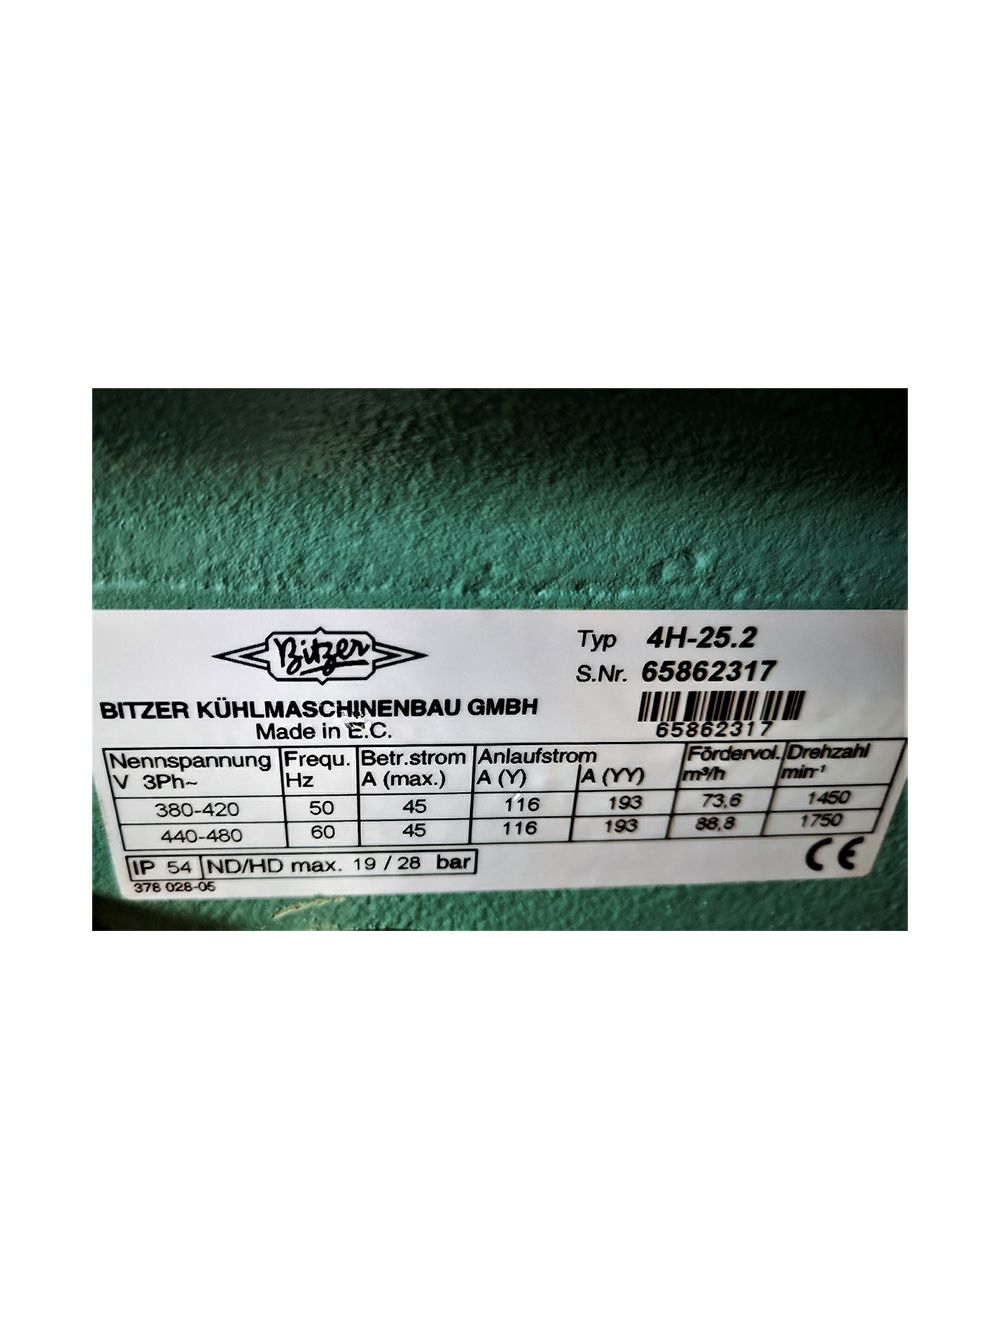 Bitzer
Typ 4H-25.2
S.Nr. 65862317
65862317
BITZER KÜHLMASCHINENBAU GMBH
Made in E.C.
Nennspannung Frequ. Betr.strom Anlaufstrom Fördervol. Drehzahl
V 3Ph~ Hz A (max.) A (Y) A (YY) m³/h min-¹
380-420 50 45 116 193 73,6 1450
440-480 60 45 116 193 88,8 1750
IP 54 ND/HD max. 19 / 28 bar
CE
378 028-05